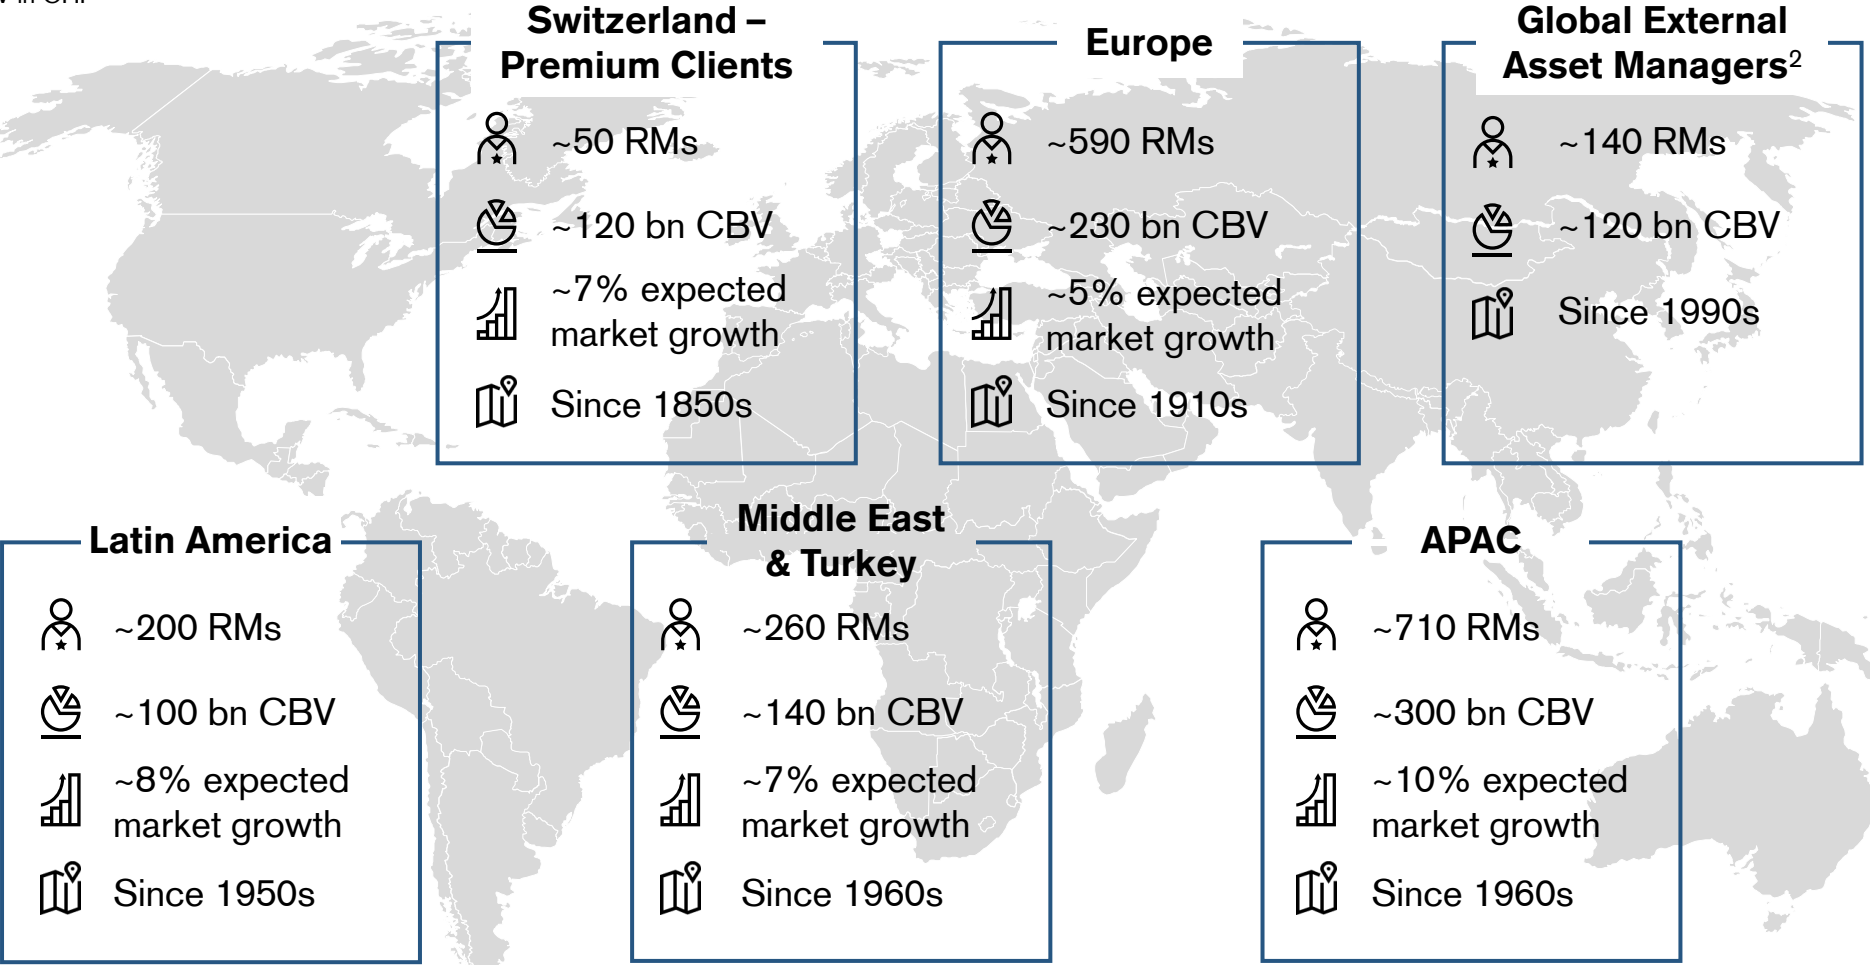 in CHF
Switzerland –
Premium Clients
~50 RMs
~120 bn CBV
~7% expected
market growth
Since 1850s
Europe
~590 RMs
~230 bn CBV
~5% expected
market growth
Since 1910s
Global External
Asset Managers2
~140 RMs
~120 bn CBV
Since 1990s
Latin America
~200 RMs
~100 bn CBV
~8% expected
market growth
Since 1950s
Middle East
& Turkey
~260 RMs
~140 bn CBV
~7% expected
market growth
Since 1960s
APAC
~710 RMs
~300 bn CBV
~10% expected
market growth
Since 1960s